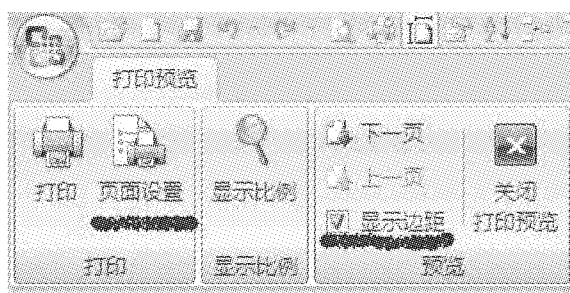 打印预览
打印
页面设置
显示比例
下一页
上一页
显示边距
关闭
打印预览
打印
显示比例
预览